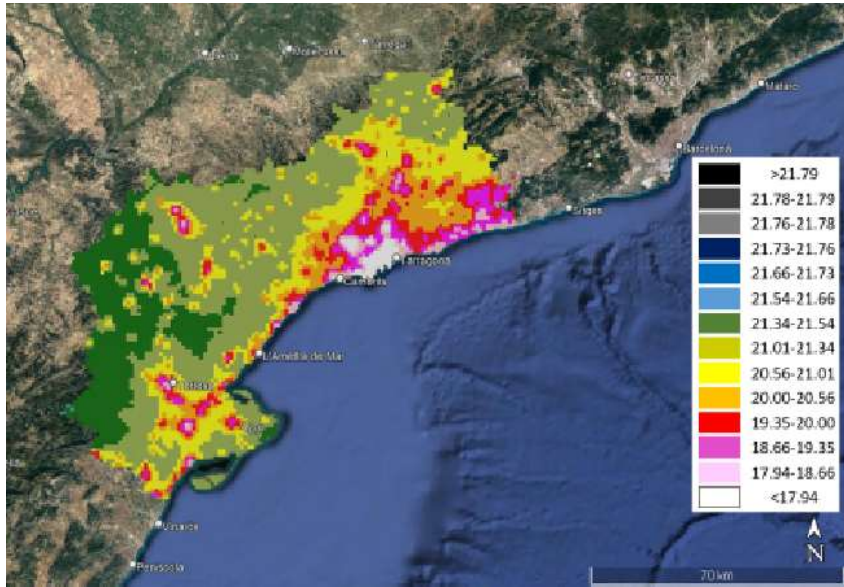 Mataró
Barcelona
Sitges
Tarragona
Cambrils
L'Ametlla de Mar
Tortosa
Vinaròs
Peniscola
>21.79
21.78-21.79
21.76-21.78
21.73-21.76
21.66-21.73
21.54-21.66
21.34-21.54
21.01-21.34
20.56-21.01
20.00-20.56
19.35-20.00
18.66-19.35
17.94-18.66
<17.94
N
70 km